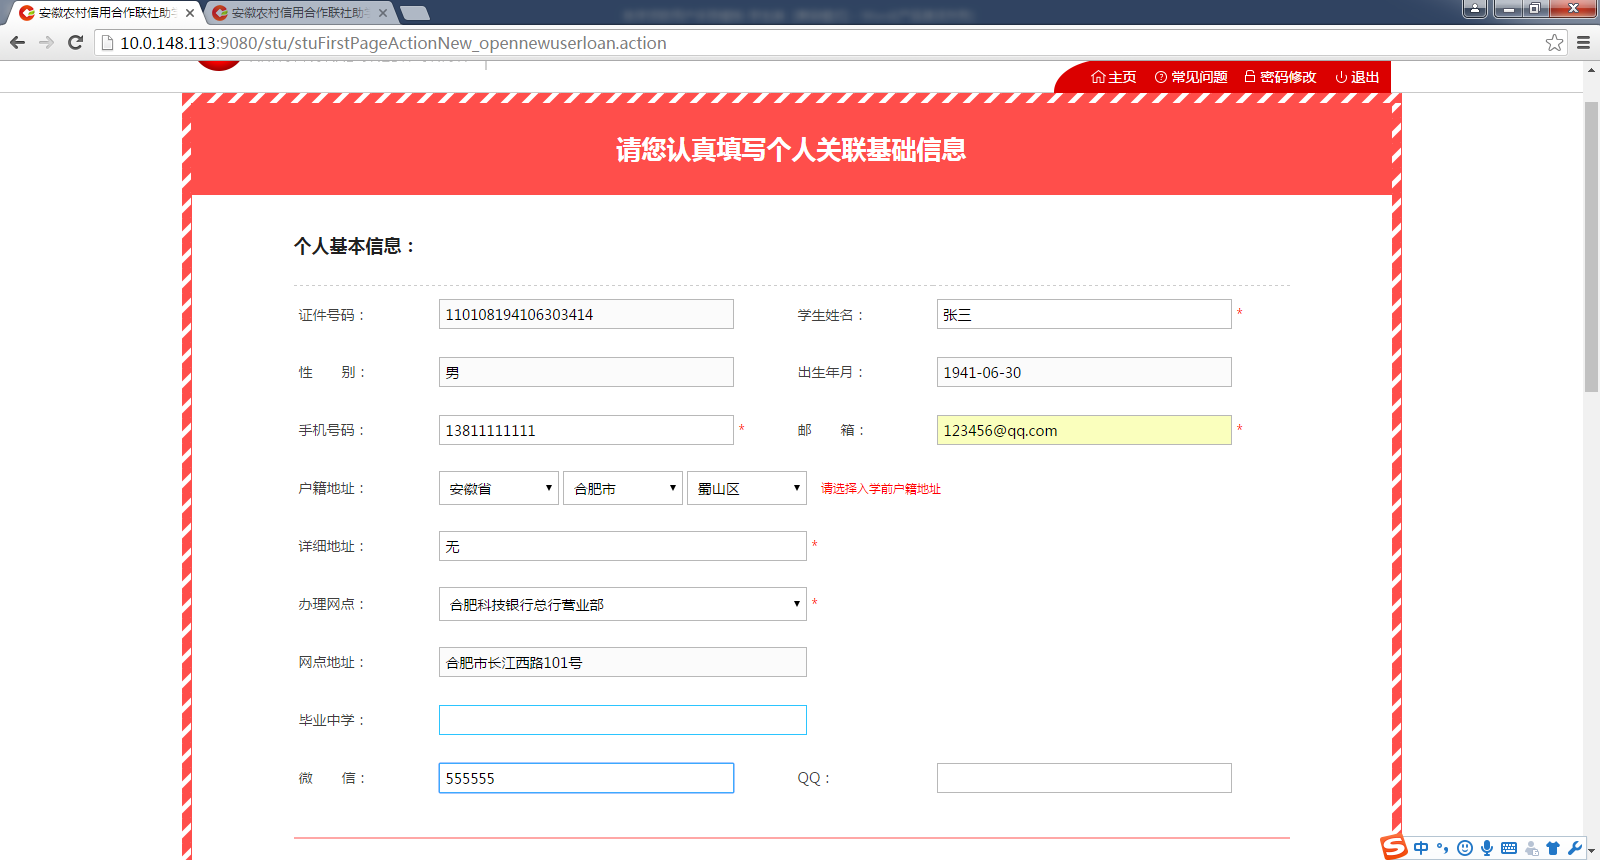 安徽农村信用合作联社助学
安徽农村信用合作联社助学
10.0.148.113:9080/stu/stuFirstPageActionNew_opennewuserloan.action
主页 常见问题 密码修改 退出
请您认真填写个人关联基础信息
个人基本信息：
证件号码： 110108194106303414 学生姓名： 张三 *
性 别： 男 出生年月： 1941-06-30
手机号码： 13811111111 * 邮 箱： 123456@qq.com *
户籍地址： 安徽省 合肥市 蜀山区 请选择入学前户籍地址
详细地址： 无 *
办理网点： 合肥科技银行总行营业部 *
网点地址： 合肥市长江西路101号
毕业中学：
微 信： 555555 QQ：
中